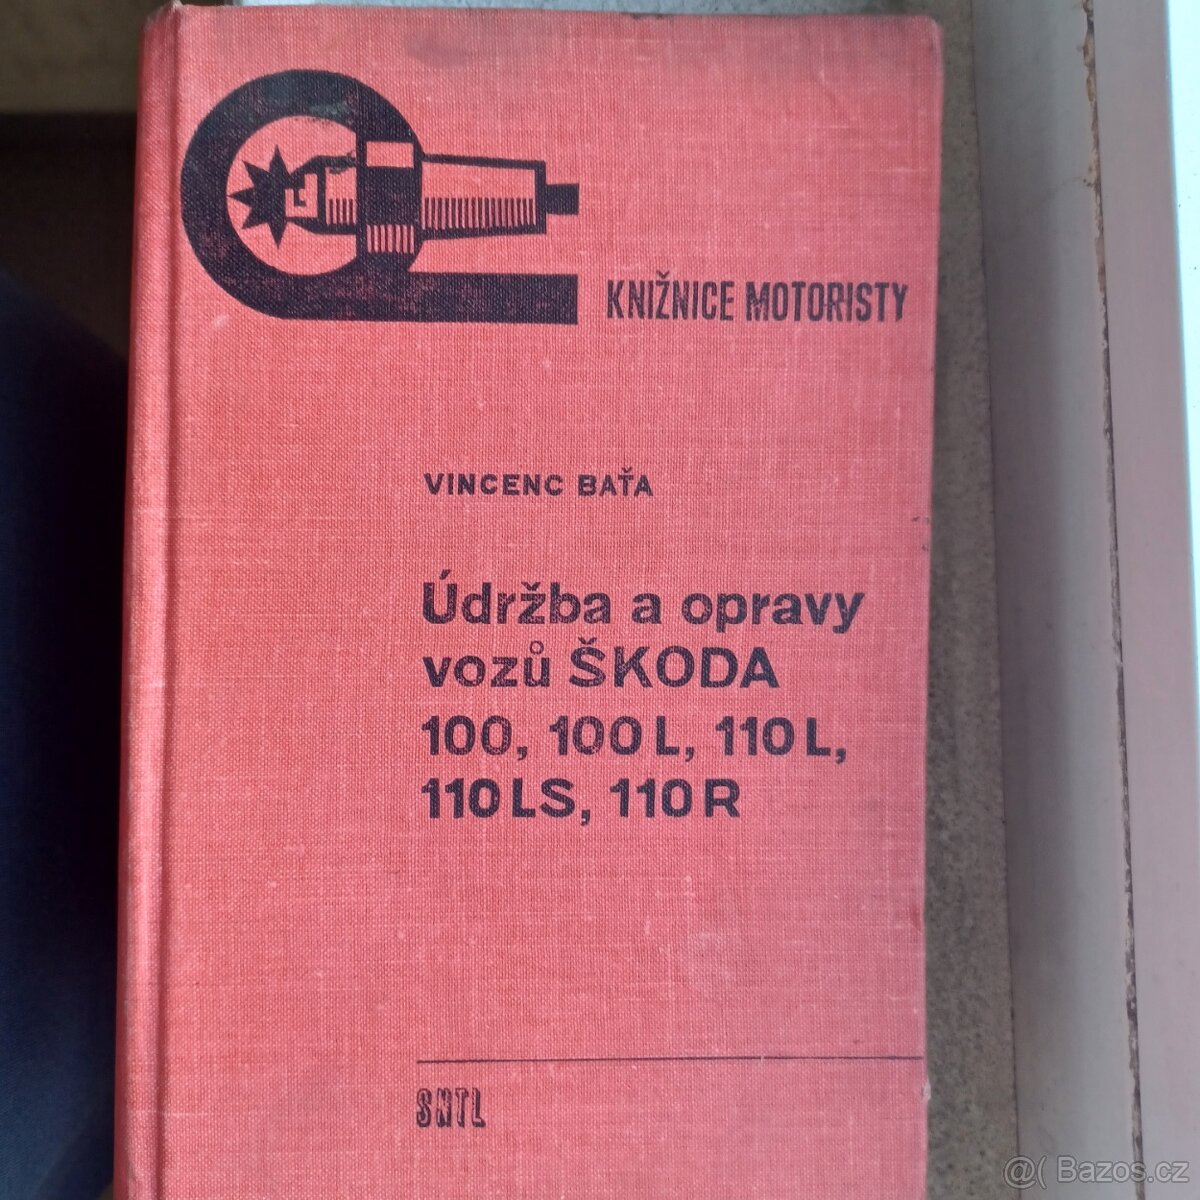 KNIŽNICE MOTORISTY
VINCENC BAŤA
Údržba a opravy
vozů ŠKODA
100, 100 L, 110 L,
110 LS, 110 R
SNTL
@( Bazos.cz